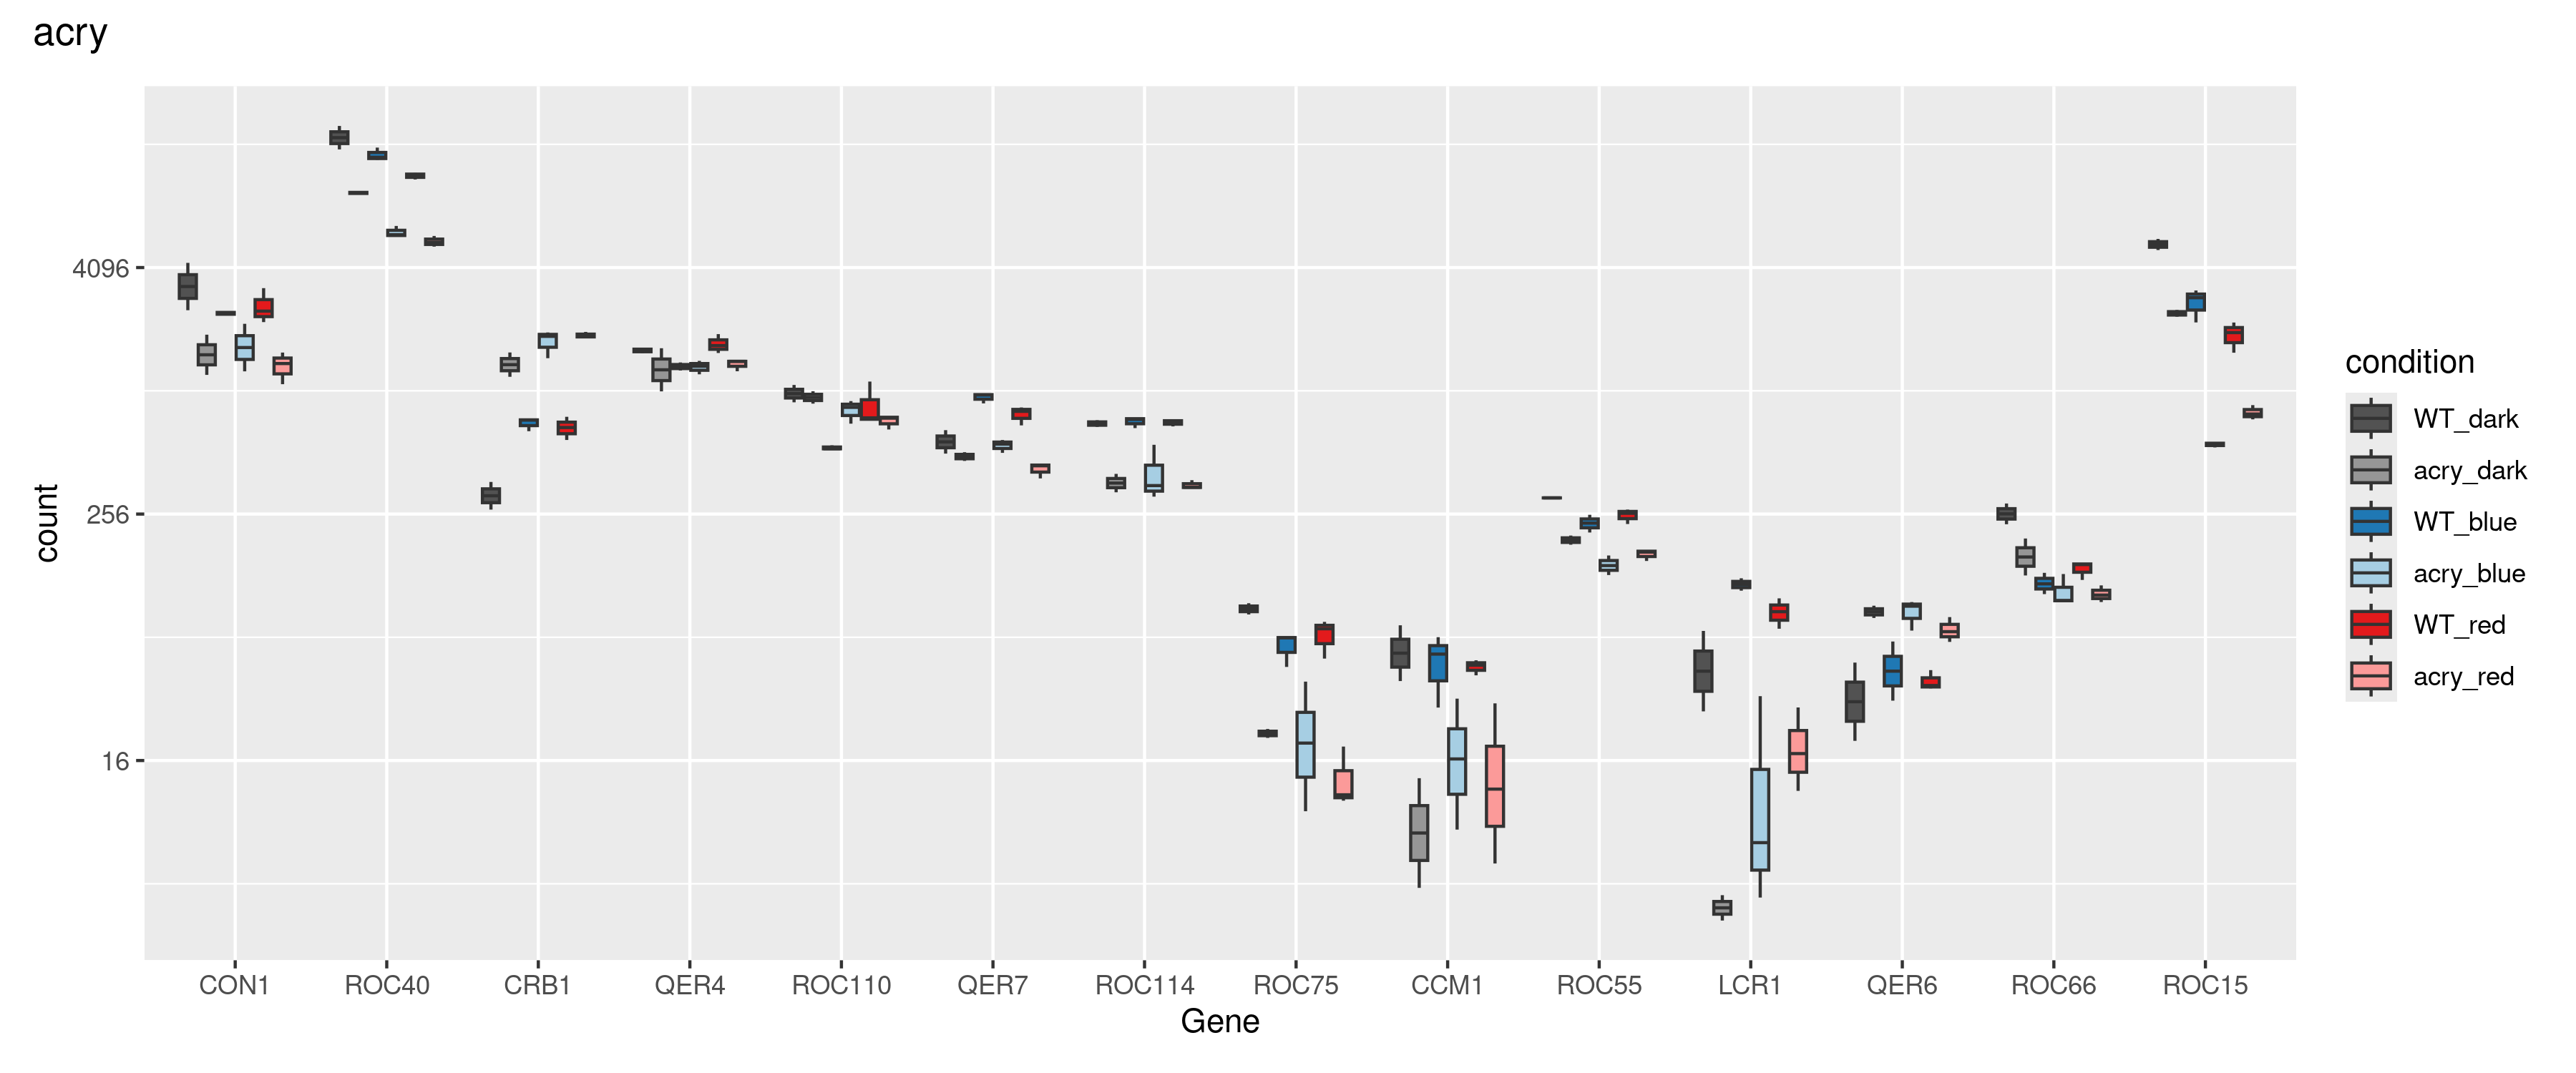 acry
4096
256
16
count
CON1 ROC40 CRB1 QER4 ROC110 QER7 ROC114 ROC75 CCM1 ROC55 LCR1 QER6 ROC66 ROC15
Gene
condition
WT_dark
acry_dark
WT_blue
acry_blue
WT_red
acry_red